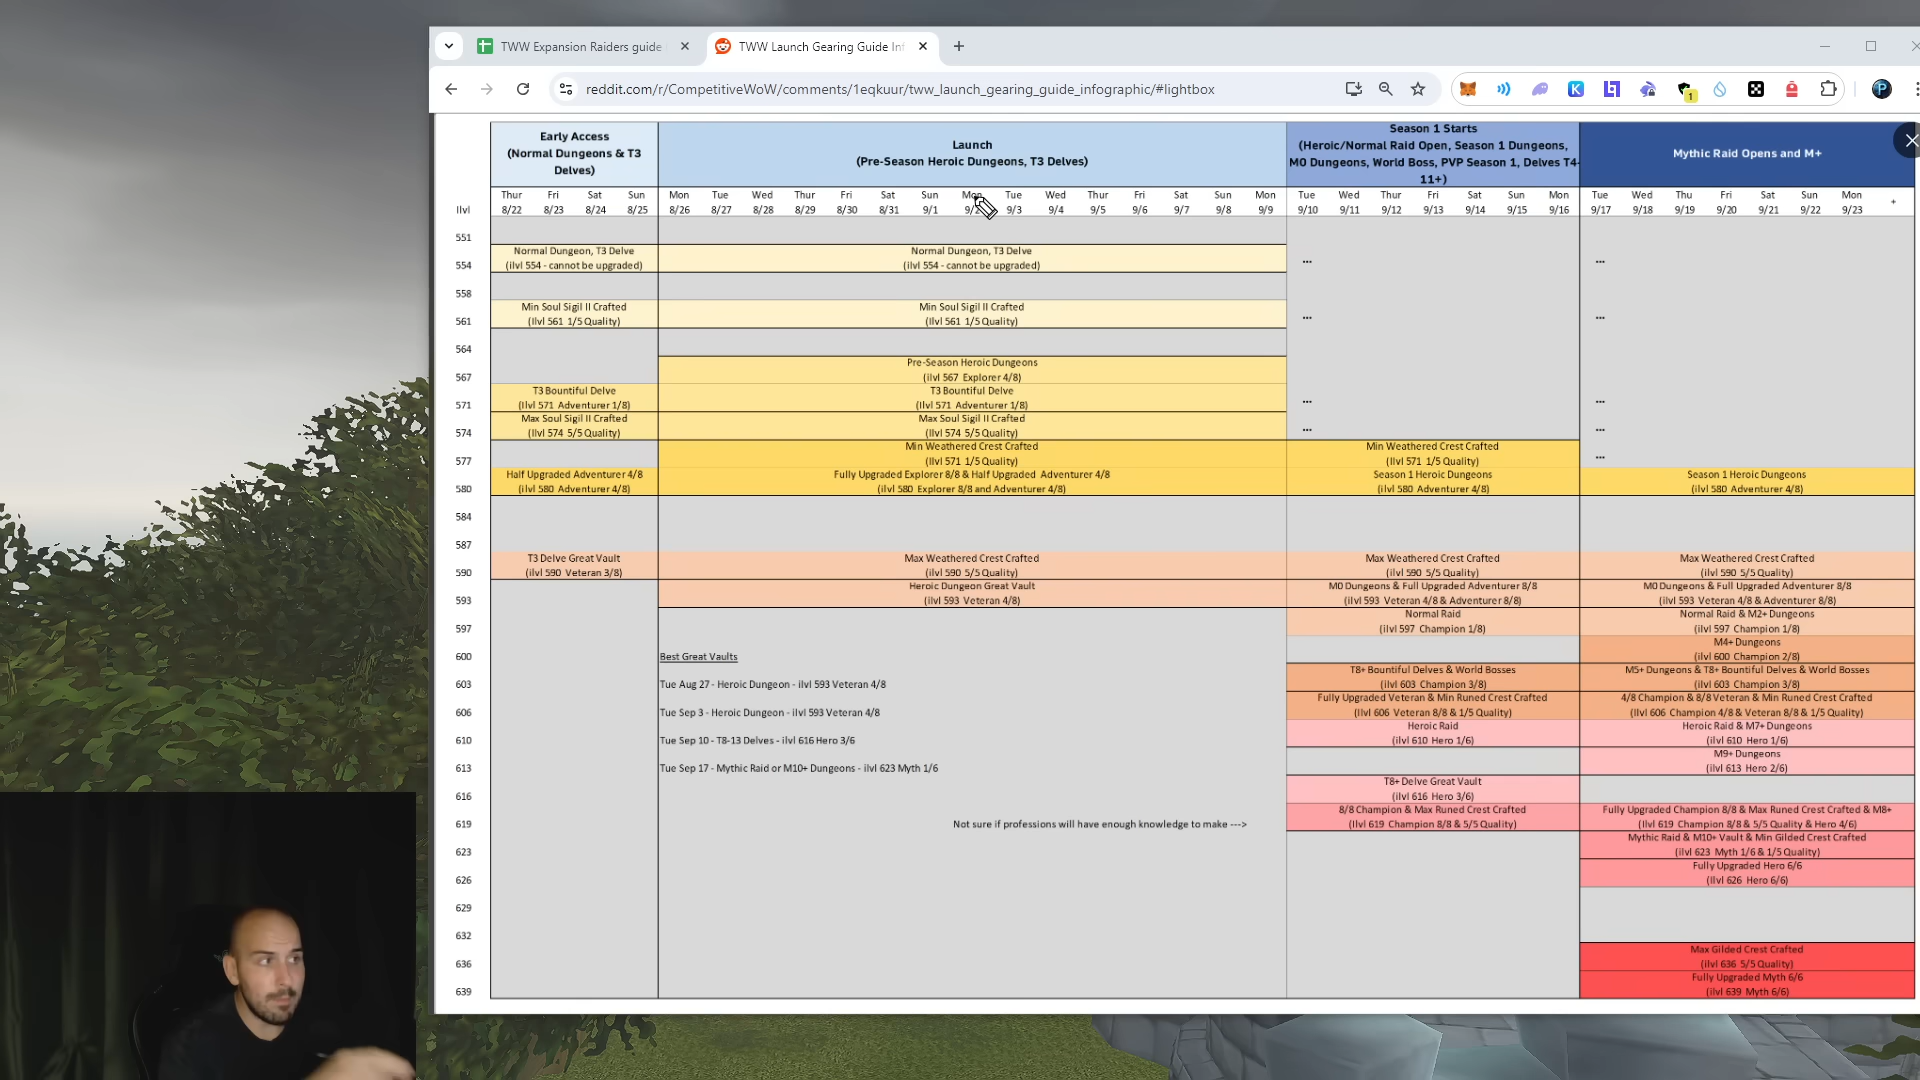 TWW Expansion Raiders guide
TWW Launch Gearing Guide Inf
reddit.com/r/CompetitiveWoW/comments/1eqkuur/tww_launch_gearing_guide_infographic/#lightbox
1
Early Access
(Normal Dungeons & T3
Delves)
Launch
(Pre-Season Heroic Dungeons, T3 Delves)
Season 1 Starts
(Heroic/Normal Raid Open, Season 1 Dungeons,
M0 Dungeons, World Boss, PVP Season 1, Delves T4-
11+)
Mythic Raid Opens and M+
Thur Fri Sat Sun Mon Tue Wed Thur Fri Sat Sun Mon Tue Wed Thur Fri Sat Sun Mon Tue Wed Thur Fri Sat Sun Mon Tue Wed Thu Fri Sat Sun Mon +
Ilvl 8/22 8/23 8/24 8/25 8/26 8/27 8/28 8/29 8/30 8/31 9/1 9/2 9/3 9/4 9/5 9/6 9/7 9/8 9/9 9/10 9/11 9/12 9/13 9/14 9/15 9/16 9/17 9/18 9/19 9/20 9/21 9/22 9/23
551
Normal Dungeon, T3 Delve Normal Dungeon, T3 Delve
554 (ilvl 554 - cannot be upgraded) (ilvl 554 - cannot be upgraded) ... ...
558
Min Soul Sigil II Crafted Min Soul Sigil II Crafted
561 (Ilvl 561 1/5 Quality) (Ilvl 561 1/5 Quality) ... ...
564
Pre-Season Heroic Dungeons
567 (ilvl 567 Explorer 4/8)
T3 Bountiful Delve T3 Bountiful Delve
571 (Ilvl 571 Adventurer 1/8) (Ilvl 571 Adventurer 1/8) ... ...
Max Soul Sigil II Crafted Max Soul Sigil II Crafted
574 (Ilvl 574 5/5 Quality) (Ilvl 574 5/5 Quality) ... ...
Min Weathered Crest Crafted Min Weathered Crest Crafted
577 (Ilvl 571 1/5 Quality) (Ilvl 571 1/5 Quality) ...
Half Upgraded Adventurer 4/8 Fully Upgraded Explorer 8/8 & Half Upgraded Adventurer 4/8 Season 1 Heroic Dungeons Season 1 Heroic Dungeons
580 (ilvl 580 Adventurer 4/8) (ilvl 580 Explorer 8/8 and Adventurer 4/8) (ilvl 580 Adventurer 4/8) (ilvl 580 Adventurer 4/8)
584
587
T3 Delve Great Vault Max Weathered Crest Crafted Max Weathered Crest Crafted Max Weathered Crest Crafted
590 (ilvl 590 Veteran 3/8) (ilvl 590 5/5 Quality) (ilvl 590 5/5 Quality) (ilvl 590 5/5 Quality)
Heroic Dungeon Great Vault M0 Dungeons & Full Upgraded Adventurer 8/8 M0 Dungeons & Full Upgraded Adventurer 8/8
593 (ilvl 593 Veteran 4/8) (ilvl 593 Veteran 4/8 & Adventurer 8/8) (ilvl 593 Veteran 4/8 & Adventurer 8/8)
Normal Raid Normal Raid & M2+ Dungeons
597 (ilvl 597 Champion 1/8) (ilvl 597 Champion 1/8)
M4+ Dungeons
600 Best Great Vaults (ilvl 600 Champion 2/8)
T8+ Bountiful Delves & World Bosses M5+ Dungeons & T8+ Bountiful Delves & World Bosses
603 Tue Aug 27 - Heroic Dungeon - ilvl 593 Veteran 4/8 (ilvl 603 Champion 3/8) (ilvl 603 Champion 3/8)
Fully Upgraded Veteran & Min Runed Crest Crafted 4/8 Champion & 8/8 Veteran & Min Runed Crest Crafted
606 Tue Sep 3 - Heroic Dungeon - ilvl 593 Veteran 4/8 (Ilvl 606 Veteran 8/8 & 1/5 Quality) (Ilvl 606 Champion 4/8 & Veteran 8/8 & 1/5 Quality)
Heroic Raid Heroic Raid & M7+ Dungeons
610 Tue Sep 10 - T8-13 Delves - ilvl 616 Hero 3/6 (ilvl 610 Hero 1/6) (ilvl 610 Hero 1/6)
M9+ Dungeons
613 Tue Sep 17 - Mythic Raid or M10+ Dungeons - ilvl 623 Myth 1/6 (ilvl 613 Hero 2/6)
T8+ Delve Great Vault
616 (ilvl 616 Hero 3/6)
8/8 Champion & Max Runed Crest Crafted Fully Upgraded Champion 8/8 & Max Runed Crest Crafted & M8+
619 Not sure if professions will have enough knowledge to make ---> (Ilvl 619 Champion 8/8 & 5/5 Quality) (Ilvl 619 Champion 8/8 & 5/5 Quality & Hero 4/6)
Mythic Raid & M10+ Vault & Min Gilded Crest Crafted
623 (ilvl 623 Myth 1/6 & 1/5 Quality)
Fully Upgraded Hero 6/6
626 (Ilvl 626 Hero 6/6)
629
632
Max Gilded Crest Crafted
636 (ilvl 636 5/5 Quality)
Fully Upgraded Myth 6/6
639 (ilvl 639 Myth 6/6)